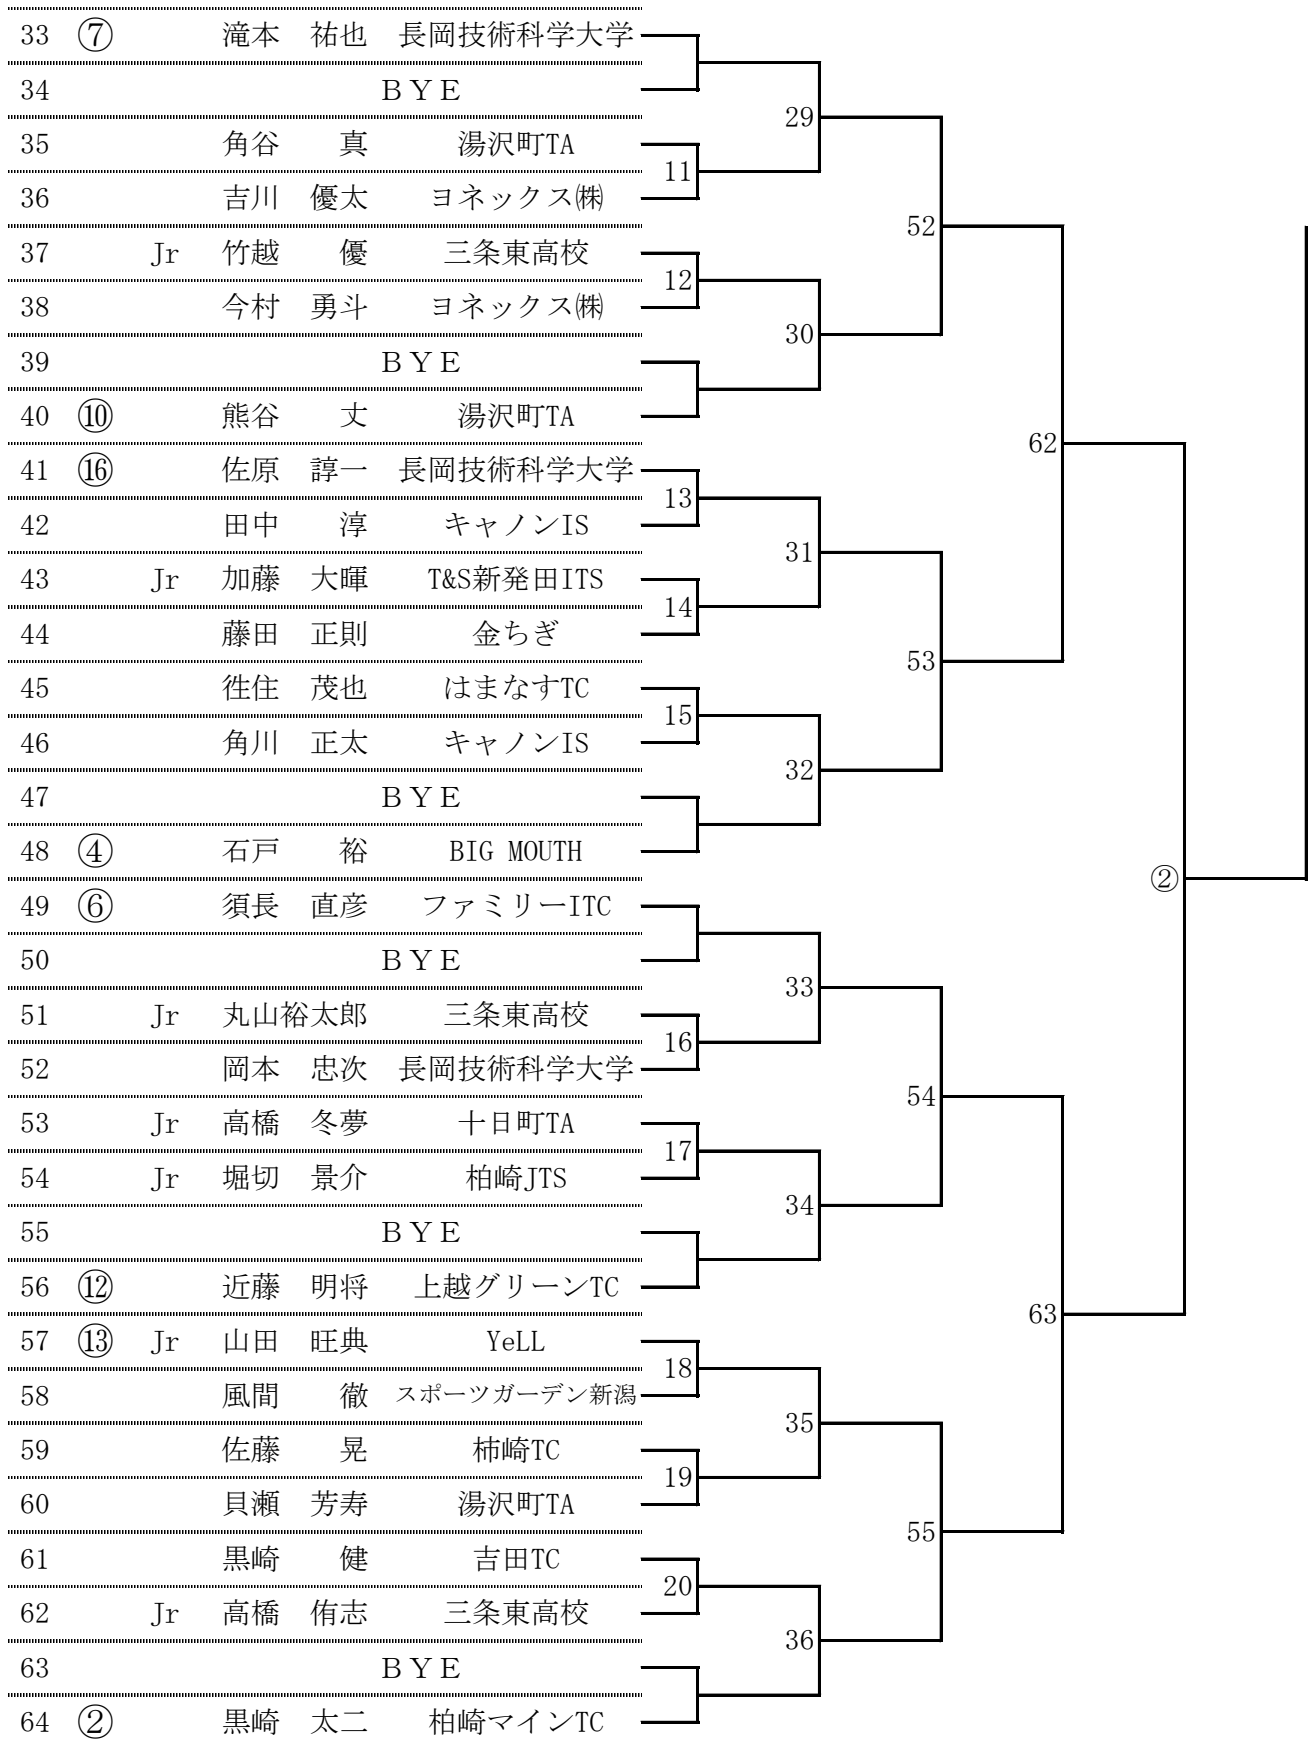 33 ⑦ 滝本 祐也 長岡技術科学大学
34 ＢＹＥ
29
35 角谷 真 湯沢町TA
11
36 吉川 優太 ヨネックス㈱
52
37 Jr 竹越 優 三条東高校
12
38 今村 勇斗 ヨネックス㈱
30
39 ＢＹＥ
40 ⑩ 熊谷 丈 湯沢町TA
62
41 ⑯ 佐原 諄一 長岡技術科学大学
13
42 田中 淳 キャノンIS
31
43 Jr 加藤 大暉 T&S新発田ITS
14
44 藤田 正則 金ちぎ
53
45 徃住 茂也 はまなすTC
15
46 角川 正太 キャノンIS
32
47 ＢＹＥ
48 ④ 石戸 裕 BIG MOUTH
②
49 ⑥ 須長 直彦 ファミリーITC
50 ＢＹＥ
33
51 Jr 丸山裕太郎 三条東高校
16
52 岡本 忠次 長岡技術科学大学
54
53 Jr 高橋 冬夢 十日町TA
17
54 Jr 堀切 景介 柏崎JTS
34
55 ＢＹＥ
56 ⑫ 近藤 明将 上越グリーンTC
63
57 ⑬ Jr 山田 旺典 YeLL
18
58 風間 徹 スポーツガーデン新潟
35
59 佐藤 晃 柿崎TC
19
60 貝瀬 芳寿 湯沢町TA
55
61 黒崎 健 吉田TC
20
62 Jr 高橋 侑志 三条東高校
36
63 ＢＹＥ
64 ② 黒崎 太二 柏崎マインTC